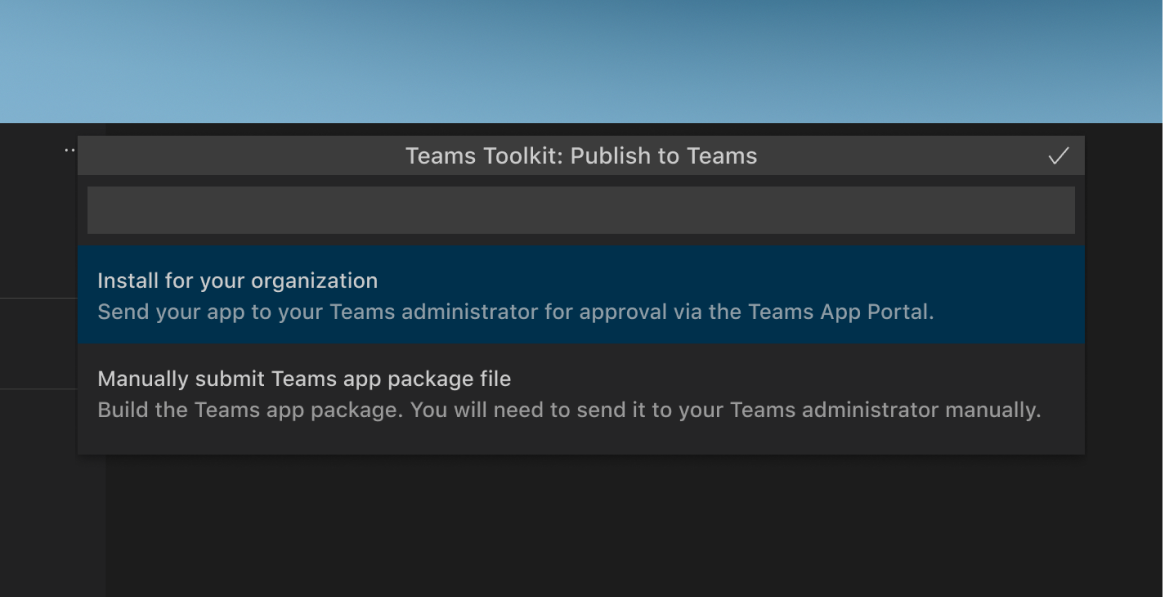 Teams Toolkit: Publish to Teams
Install for your organization
Send your app to your Teams administrator for approval via the Teams App Portal.
Manually submit Teams app package file
Build the Teams app package. You will need to send it to your Teams administrator manually.